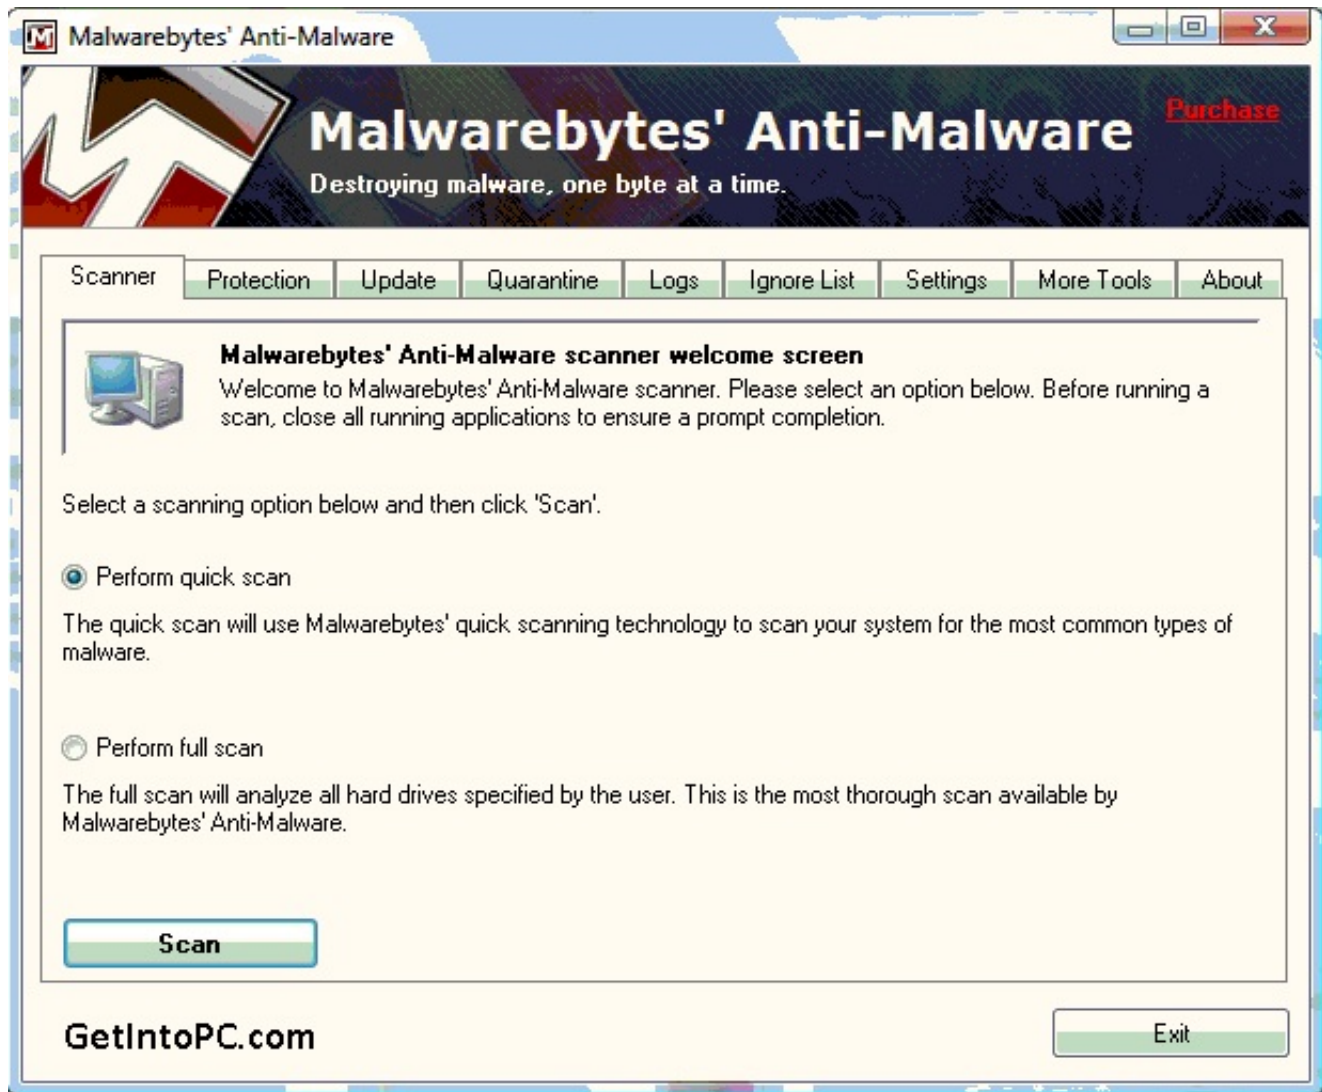 Malwarebytes' Anti-Malware
Malwarebytes' Anti-Malware
Purchase
Destroying malware, one byte at a time.
Scanner Protection Update Quarantine Logs Ignore List Settings More Tools About
Malwarebytes' Anti-Malware scanner welcome screen
Welcome to Malwarebytes' Anti-Malware scanner. Please select an option below. Before running a
scan, close all running applications to ensure a prompt completion.
Select a scanning option below and then click 'Scan'.
Perform quick scan
The quick scan will use Malwarebytes' quick scanning technology to scan your system for the most common types of
malware.
Perform full scan
The full scan will analyze all hard drives specified by the user. This is the most thorough scan available by
Malwarebytes' Anti-Malware.
Scan
GetIntoPC.com
Exit